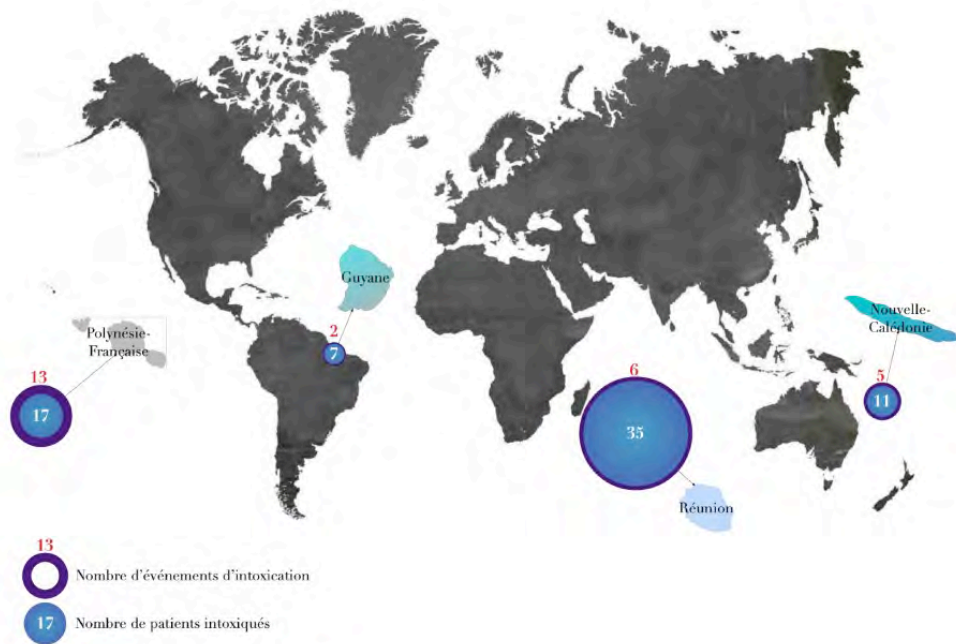 Guyane
2
7
Polynésie-
Française
13
17
Nouvelle-
Calédonie
5
11
6
35
Réunion
13
Nombre d'événements d'intoxication
17
Nombre de patients intoxiqués